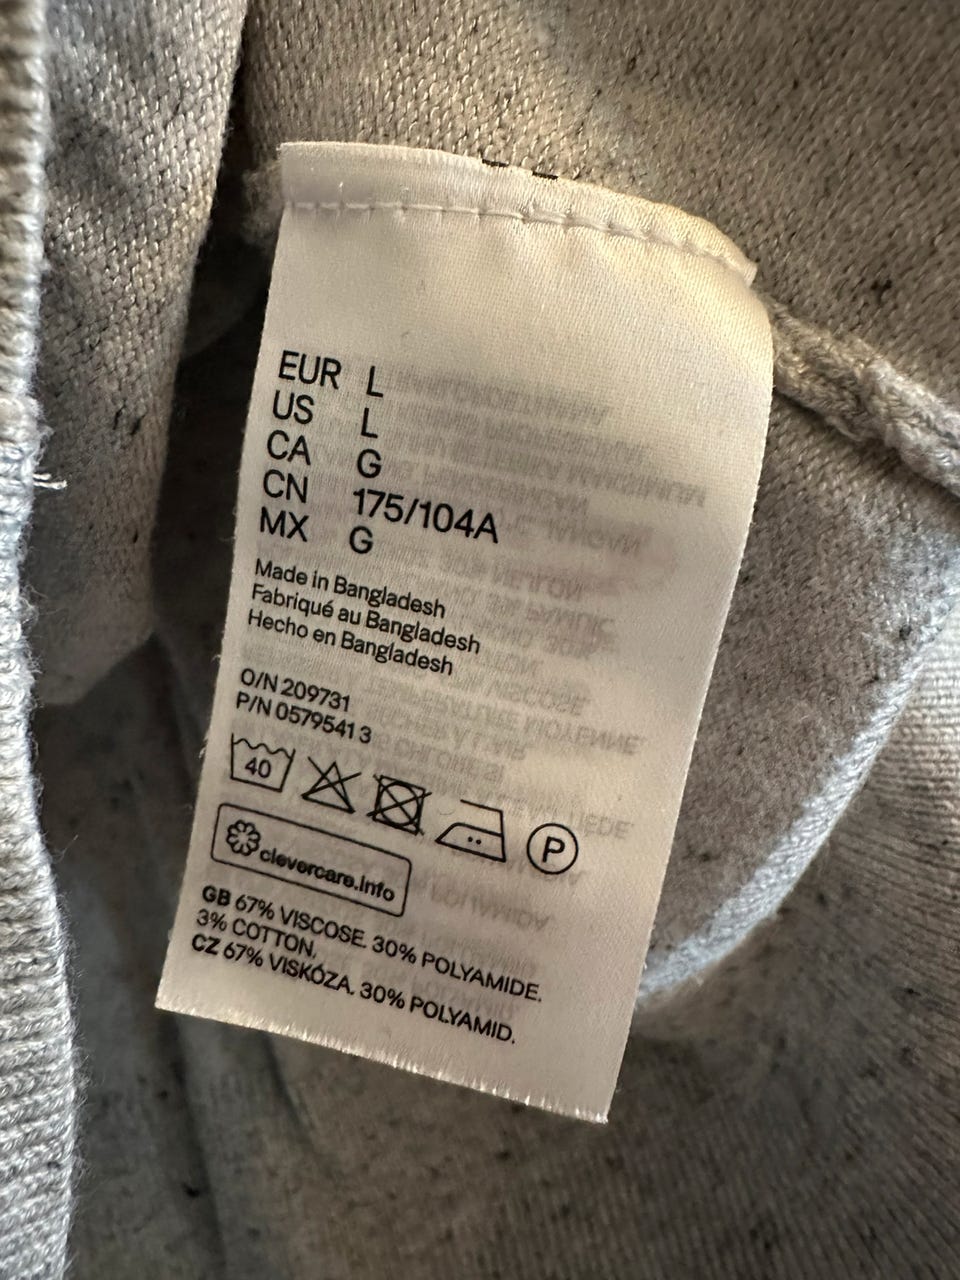 EUR L
US L
CA G
CN 175/104A
MX G
Made in Bangladesh
Fabriqué au Bangladesh
Hecho en Bangladesh
O/N 209731
P/N 0579541 3
40
P
clevercare.info
GB 67% VISCOSE. 30% POLYAMIDE.
3% COTTON.
CZ 67% VISKÓZA. 30% POLYAMID.